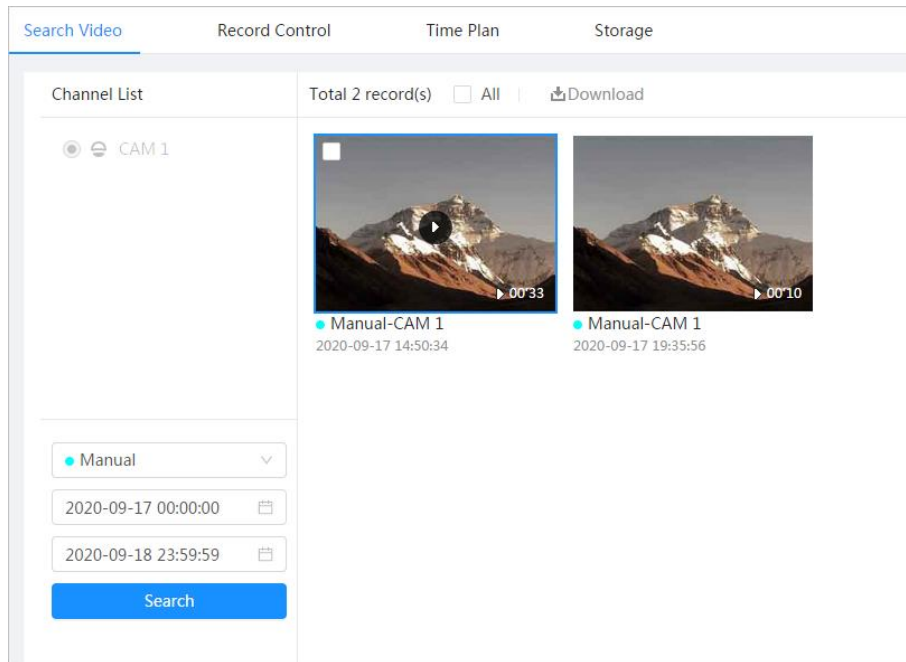 Search Video Record Control Time Plan Storage
Channel List
Total 2 record(s) All Download
CAM 1
00'33
00'10
Manual-CAM 1
2020-09-17 14:50:34
Manual-CAM 1
2020-09-17 19:35:56
Manual
2020-09-17 00:00:00
2020-09-18 23:59:59
Search